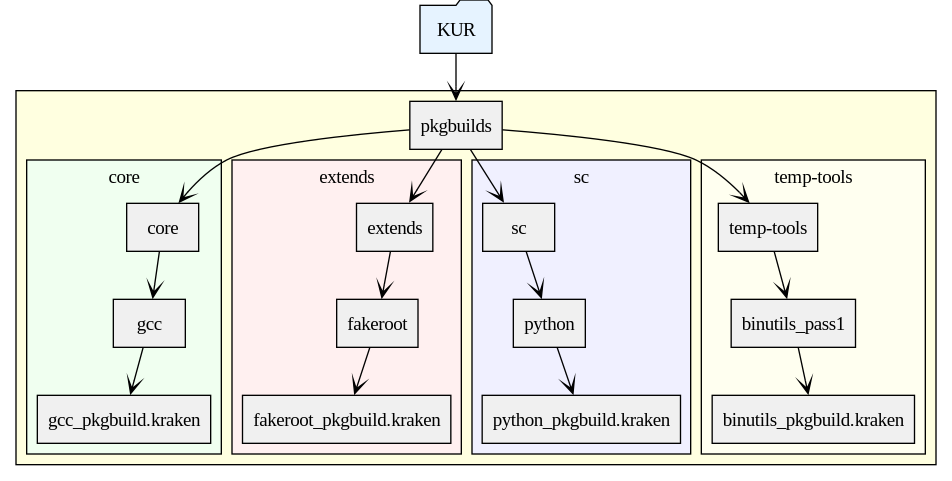 KUR
pkgbuilds
core
extends
sc
temp-tools
core
extends
sc
temp-tools
gcc
fakeroot
python
binutils_pass1
gcc_pkgbuild.kraken
fakeroot_pkgbuild.kraken
python_pkgbuild.kraken
binutils_pkgbuild.kraken